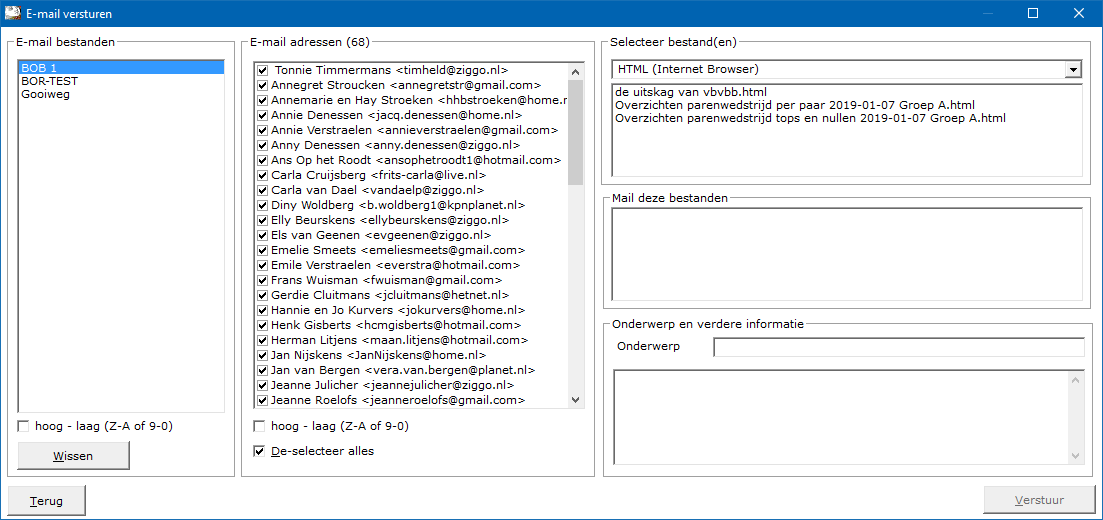 E-mail versturen
E-mail bestanden
BOB 1
BOR-TEST
Gooiweg
hoog - laag (Z-A of 9-0)
Wissen
Terug
E-mail adressen (68)
Tonnie Timmermans <timheld@ziggo.nl>
Annegret Stroucken <annegretstr@gmail.com>
Annemarie en Hay Stroeken <hhbstroeken@home.n
Annie Denessen <jacq.denessen@home.nl>
Annie Verstraelen <annieverstraelen@gmail.com>
Anny Denessen <anny.denessen@ziggo.nl>
Ans Op het Roodt <ansophetroodt1@hotmail.com>
Carla Cruijsberg <frits-carla@live.nl>
Carla van Dael <vandaelp@ziggo.nl>
Diny Woldberg <b.woldberg1@kpnplanet.nl>
Elly Beurskens <ellybeurskens@ziggo.nl>
Els van Geenen <evgeenen@ziggo.nl>
Emelie Smeets <emeliesmeets@gmail.com>
Emile Verstraelen <everstra@hotmail.com>
Frans Wuisman <fwuisman@gmail.com>
Gerdie Cluitmans <jcluitmans@hetnet.nl>
Hannie en Jo Kurvers <jokurvers@home.nl>
Henk Gisberts <hcmgisberts@hotmail.com>
Herman Litjens <maan.litjens@hotmail.com>
Jan Nijskens <JanNijskens@home.nl>
Jan van Bergen <vera.van.bergen@planet.nl>
Jeanne Julicher <jeannejulicher@ziggo.nl>
Jeanne Roelofs <jeanneroelofs@gmail.com>
hoog - laag (Z-A of 9-0)
De-selecteer alles
Selecteer bestand(en)
HTML (Internet Browser)
de uitskag van vbvbb.html
Overzichten parenwedstrijd per paar 2019-01-07 Groep A.html
Overzichten parenwedstrijd tops en nullen 2019-01-07 Groep A.html
Mail deze bestanden
Onderwerp en verdere informatie
Onderwerp
Verstuur